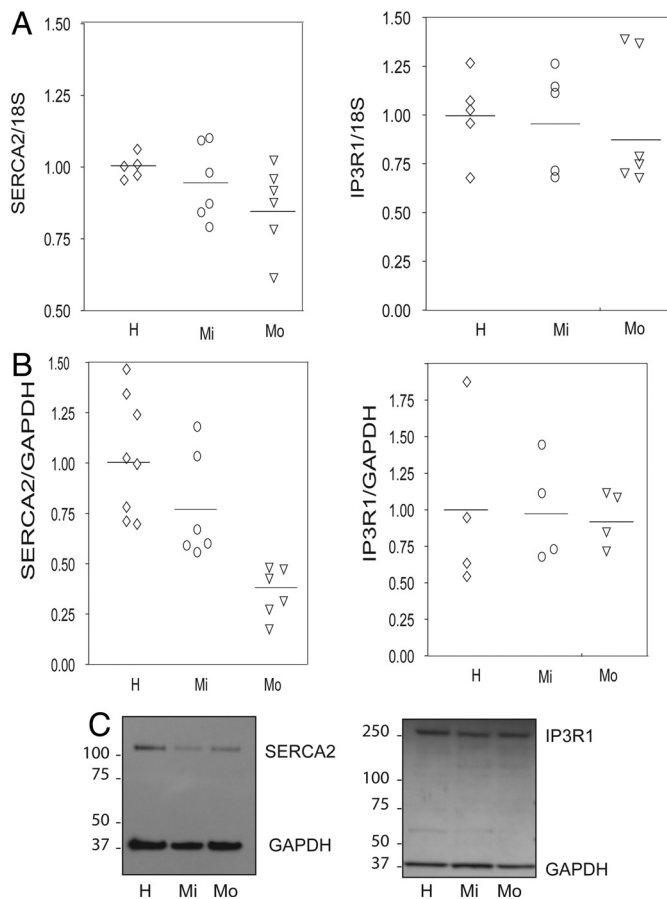 A
SERCA2/18S
1.50
1.25
1.00
0.75
0.50
H Mi Mo
IP3R1/18S
1.50
1.25
1.00
0.75
0.50
0.25
0.00
H Mi Mo
B
SERCA2/GAPDH
1.50
1.25
1.00
0.75
0.50
0.25
0.00
H Mi Mo
IP3R1/GAPDH
1.75
1.50
1.25
1.00
0.75
0.50
0.25
0.00
H Mi Mo
C
100 -
75 -
50 -
37 -
SERCA2
GAPDH
H Mi Mo
250 -
100 -
75 -
50 -
37 -
IP3R1
GAPDH
H Mi Mo